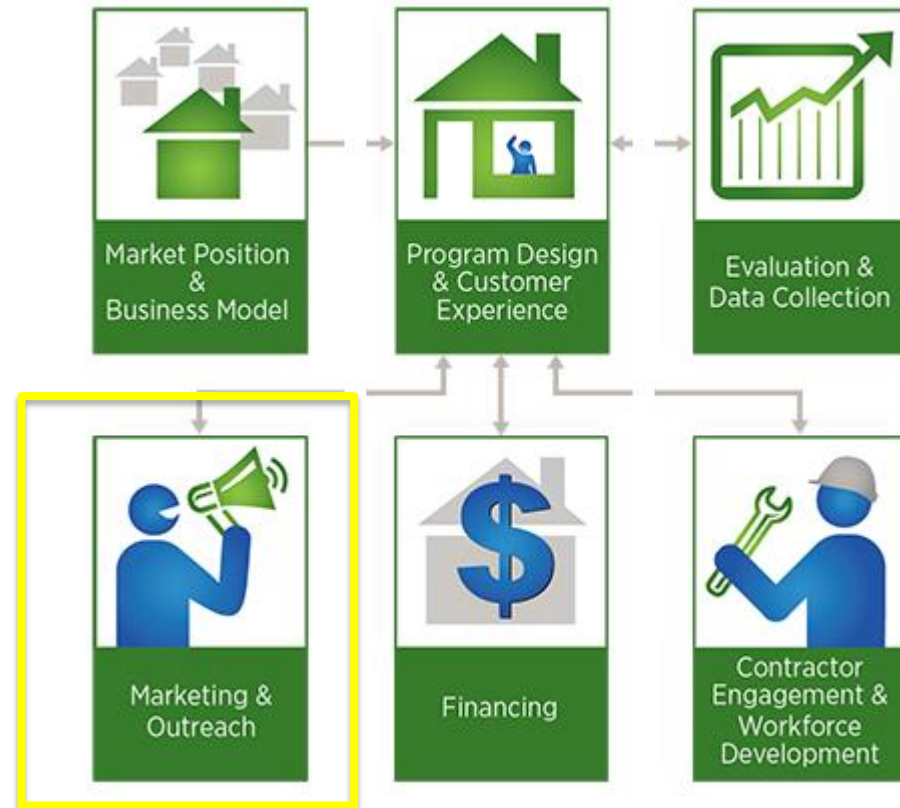 Market Position
&
Business Model
Program Design
& Customer
Experience
Evaluation &
Data Collection
Marketing &
Outreach
$
Financing
Contractor
Engagement &
Workforce
Development